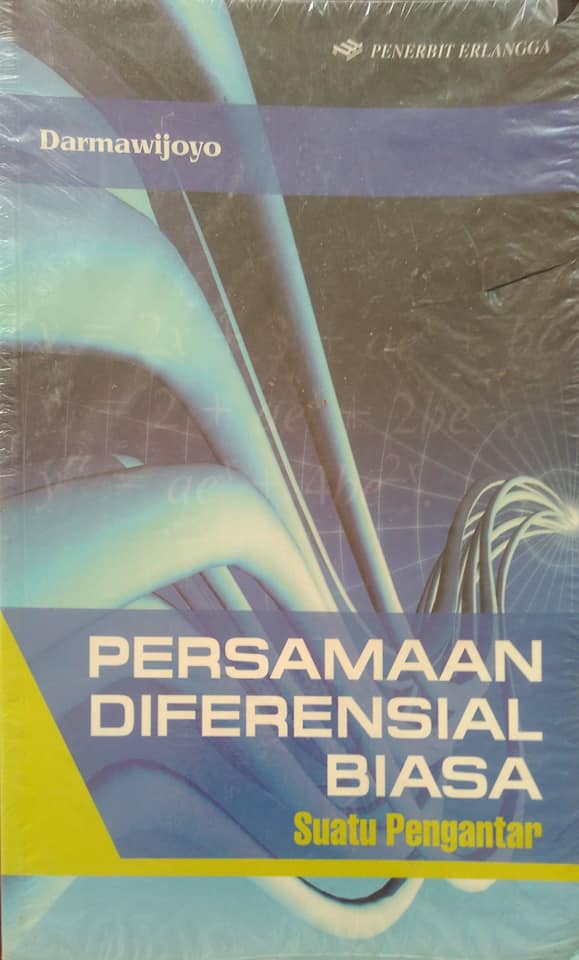 PENERBIT ERLANGGA
Darmawijoyo
PERSAMAAN
DIFERENSIAL
BIASA
Suatu Pengantar